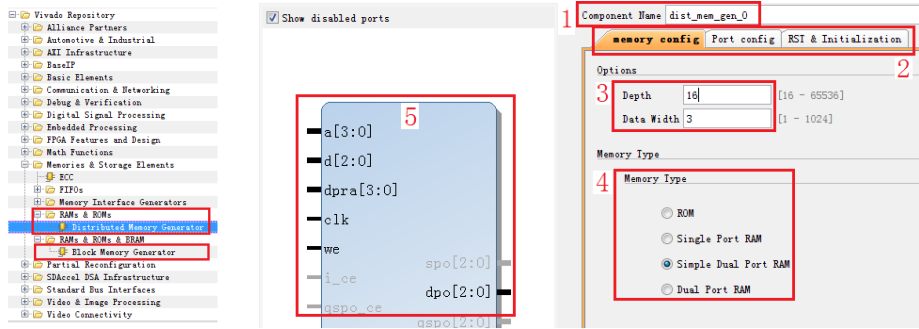 Vivado Repository
Alliance Partners
Automotive & Industrial
AXI Infrastructure
BaseIP
Basic Elements
Communication & Networking
Debug & Verification
Digital Signal Processing
Embedded Processing
FPGA Features and Design
Math Functions
Memories & Storage Elements
ECC
FIFOs
Memory Interface Generators
RAMs & ROMs
Distributed Memory Generator
RAMs & ROMs & BRAM
Block Memory Generator
Partial Reconfiguration
SDAccel DSA Infrastructure
Standard Bus Interfaces
Video & Image Processing
Video Connectivity
Show disabled ports
5
a[3:0]
d[2:0]
dpra[3:0]
clk
we
spo[2:0]
i_ce
dpo[2:0]
qspo_ce
qspo[2:0]
1 Component Name dist_mem_gen_0
memory config Port config RST & Initialization
2
Options
3 Depth 16 [16 - 65536]
Data Width 3 [1 - 1024]
Memory Type
4 Memory Type
ROM
Single Port RAM
Simple Dual Port RAM
Dual Port RAM